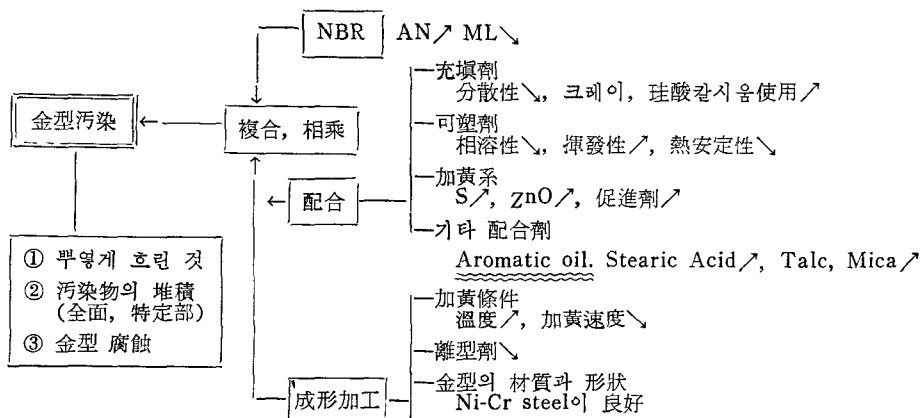 NBR AN↗ ML↘
充塡劑
分散性↘, 크레이, 珪酸칼시움使用↗
金型汚染
複合, 相乘
可塑劑
相溶性↘, 揮發性↗, 熱安定性↘
加黃系
S↗, ZnO↗, 促進劑↗
配合
기타 配合劑
Aromatic oil. Stearic Acid↗, Talc, Mica↗
① 뿌옇게 흐린 것
② 汚染物의 堆積
(全面, 特定部)
③ 金型 腐蝕
加黃條件
溫度↗, 加黃速度↘
離型劑↘
成形加工
金型의 材質과 形狀
Ni-Cr steel이 良好